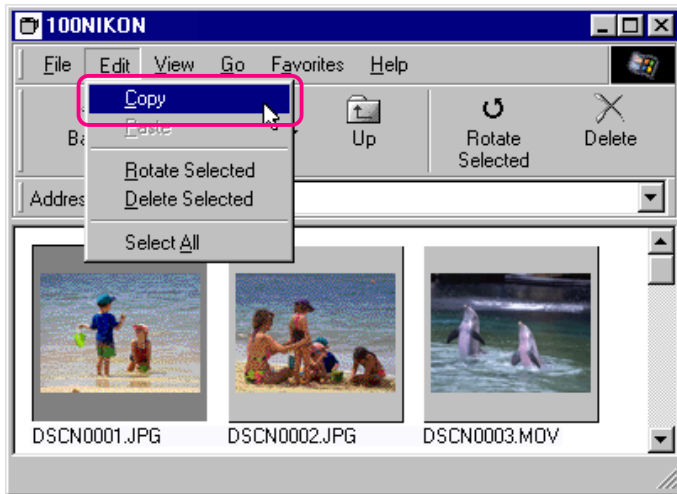 100NIKON
File Edit View Go Favorites Help
Copy
Paste
Up
Rotate Selected
Delete
Rotate Selected
Delete Selected
Select All
DSCN0001.JPG DSCN0002.JPG DSCN0003.MOV